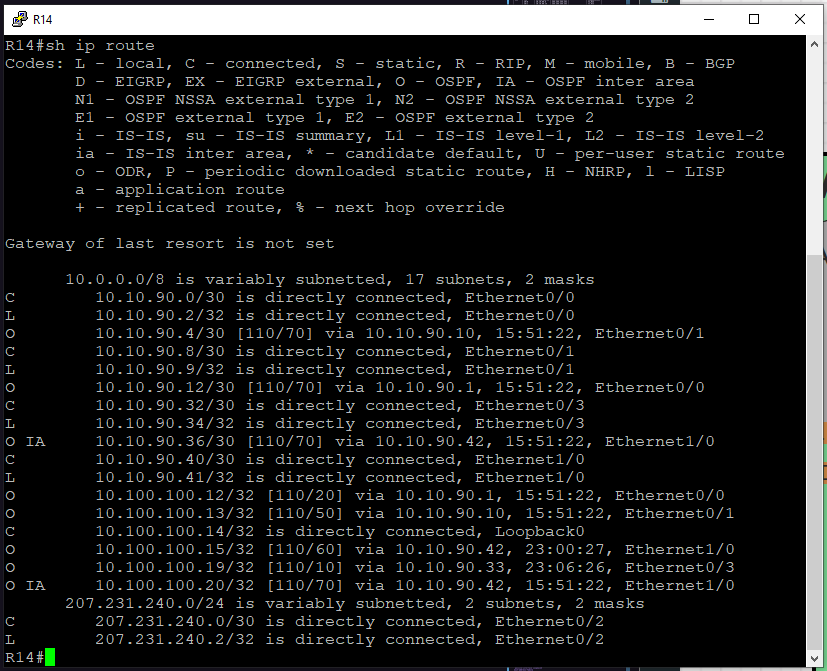 R14
R14#sh ip route
Codes: L - local, C - connected, S - static, R - RIP, M - mobile, B - BGP
       D - EIGRP, EX - EIGRP external, O - OSPF, IA - OSPF inter area
       N1 - OSPF NSSA external type 1, N2 - OSPF NSSA external type 2
       E1 - OSPF external type 1, E2 - OSPF external type 2
       i - IS-IS, su - IS-IS summary, L1 - IS-IS level-1, L2 - IS-IS level-2
       ia - IS-IS inter area, * - candidate default, U - per-user static route
       o - ODR, P - periodic downloaded static route, H - NHRP, l - LISP
       a - application route
       + - replicated route, % - next hop override
Gateway of last resort is not set
      10.0.0.0/8 is variably subnetted, 17 subnets, 2 masks
C        10.10.90.0/30 is directly connected, Ethernet0/0
L        10.10.90.2/32 is directly connected, Ethernet0/0
O        10.10.90.4/30 [110/70] via 10.10.90.10, 15:51:22, Ethernet0/1
C        10.10.90.8/30 is directly connected, Ethernet0/1
L        10.10.90.9/32 is directly connected, Ethernet0/1
O        10.10.90.12/30 [110/70] via 10.10.90.1, 15:51:22, Ethernet0/0
C        10.10.90.32/30 is directly connected, Ethernet0/3
L        10.10.90.34/32 is directly connected, Ethernet0/3
O IA     10.10.90.36/30 [110/70] via 10.10.90.42, 15:51:22, Ethernet1/0
C        10.10.90.40/30 is directly connected, Ethernet1/0
L        10.10.90.41/32 is directly connected, Ethernet1/0
O        10.100.100.12/32 [110/20] via 10.10.90.1, 15:51:22, Ethernet0/0
O        10.100.100.13/32 [110/50] via 10.10.90.10, 15:51:22, Ethernet0/1
C        10.100.100.14/32 is directly connected, Loopback0
O        10.100.100.15/32 [110/60] via 10.10.90.42, 23:00:27, Ethernet1/0
O        10.100.100.19/32 [110/10] via 10.10.90.33, 23:06:26, Ethernet0/3
O IA     10.100.100.20/32 [110/70] via 10.10.90.42, 15:51:22, Ethernet1/0
      207.231.240.0/24 is variably subnetted, 2 subnets, 2 masks
C        207.231.240.0/30 is directly connected, Ethernet0/2
L        207.231.240.2/32 is directly connected, Ethernet0/2
R14#